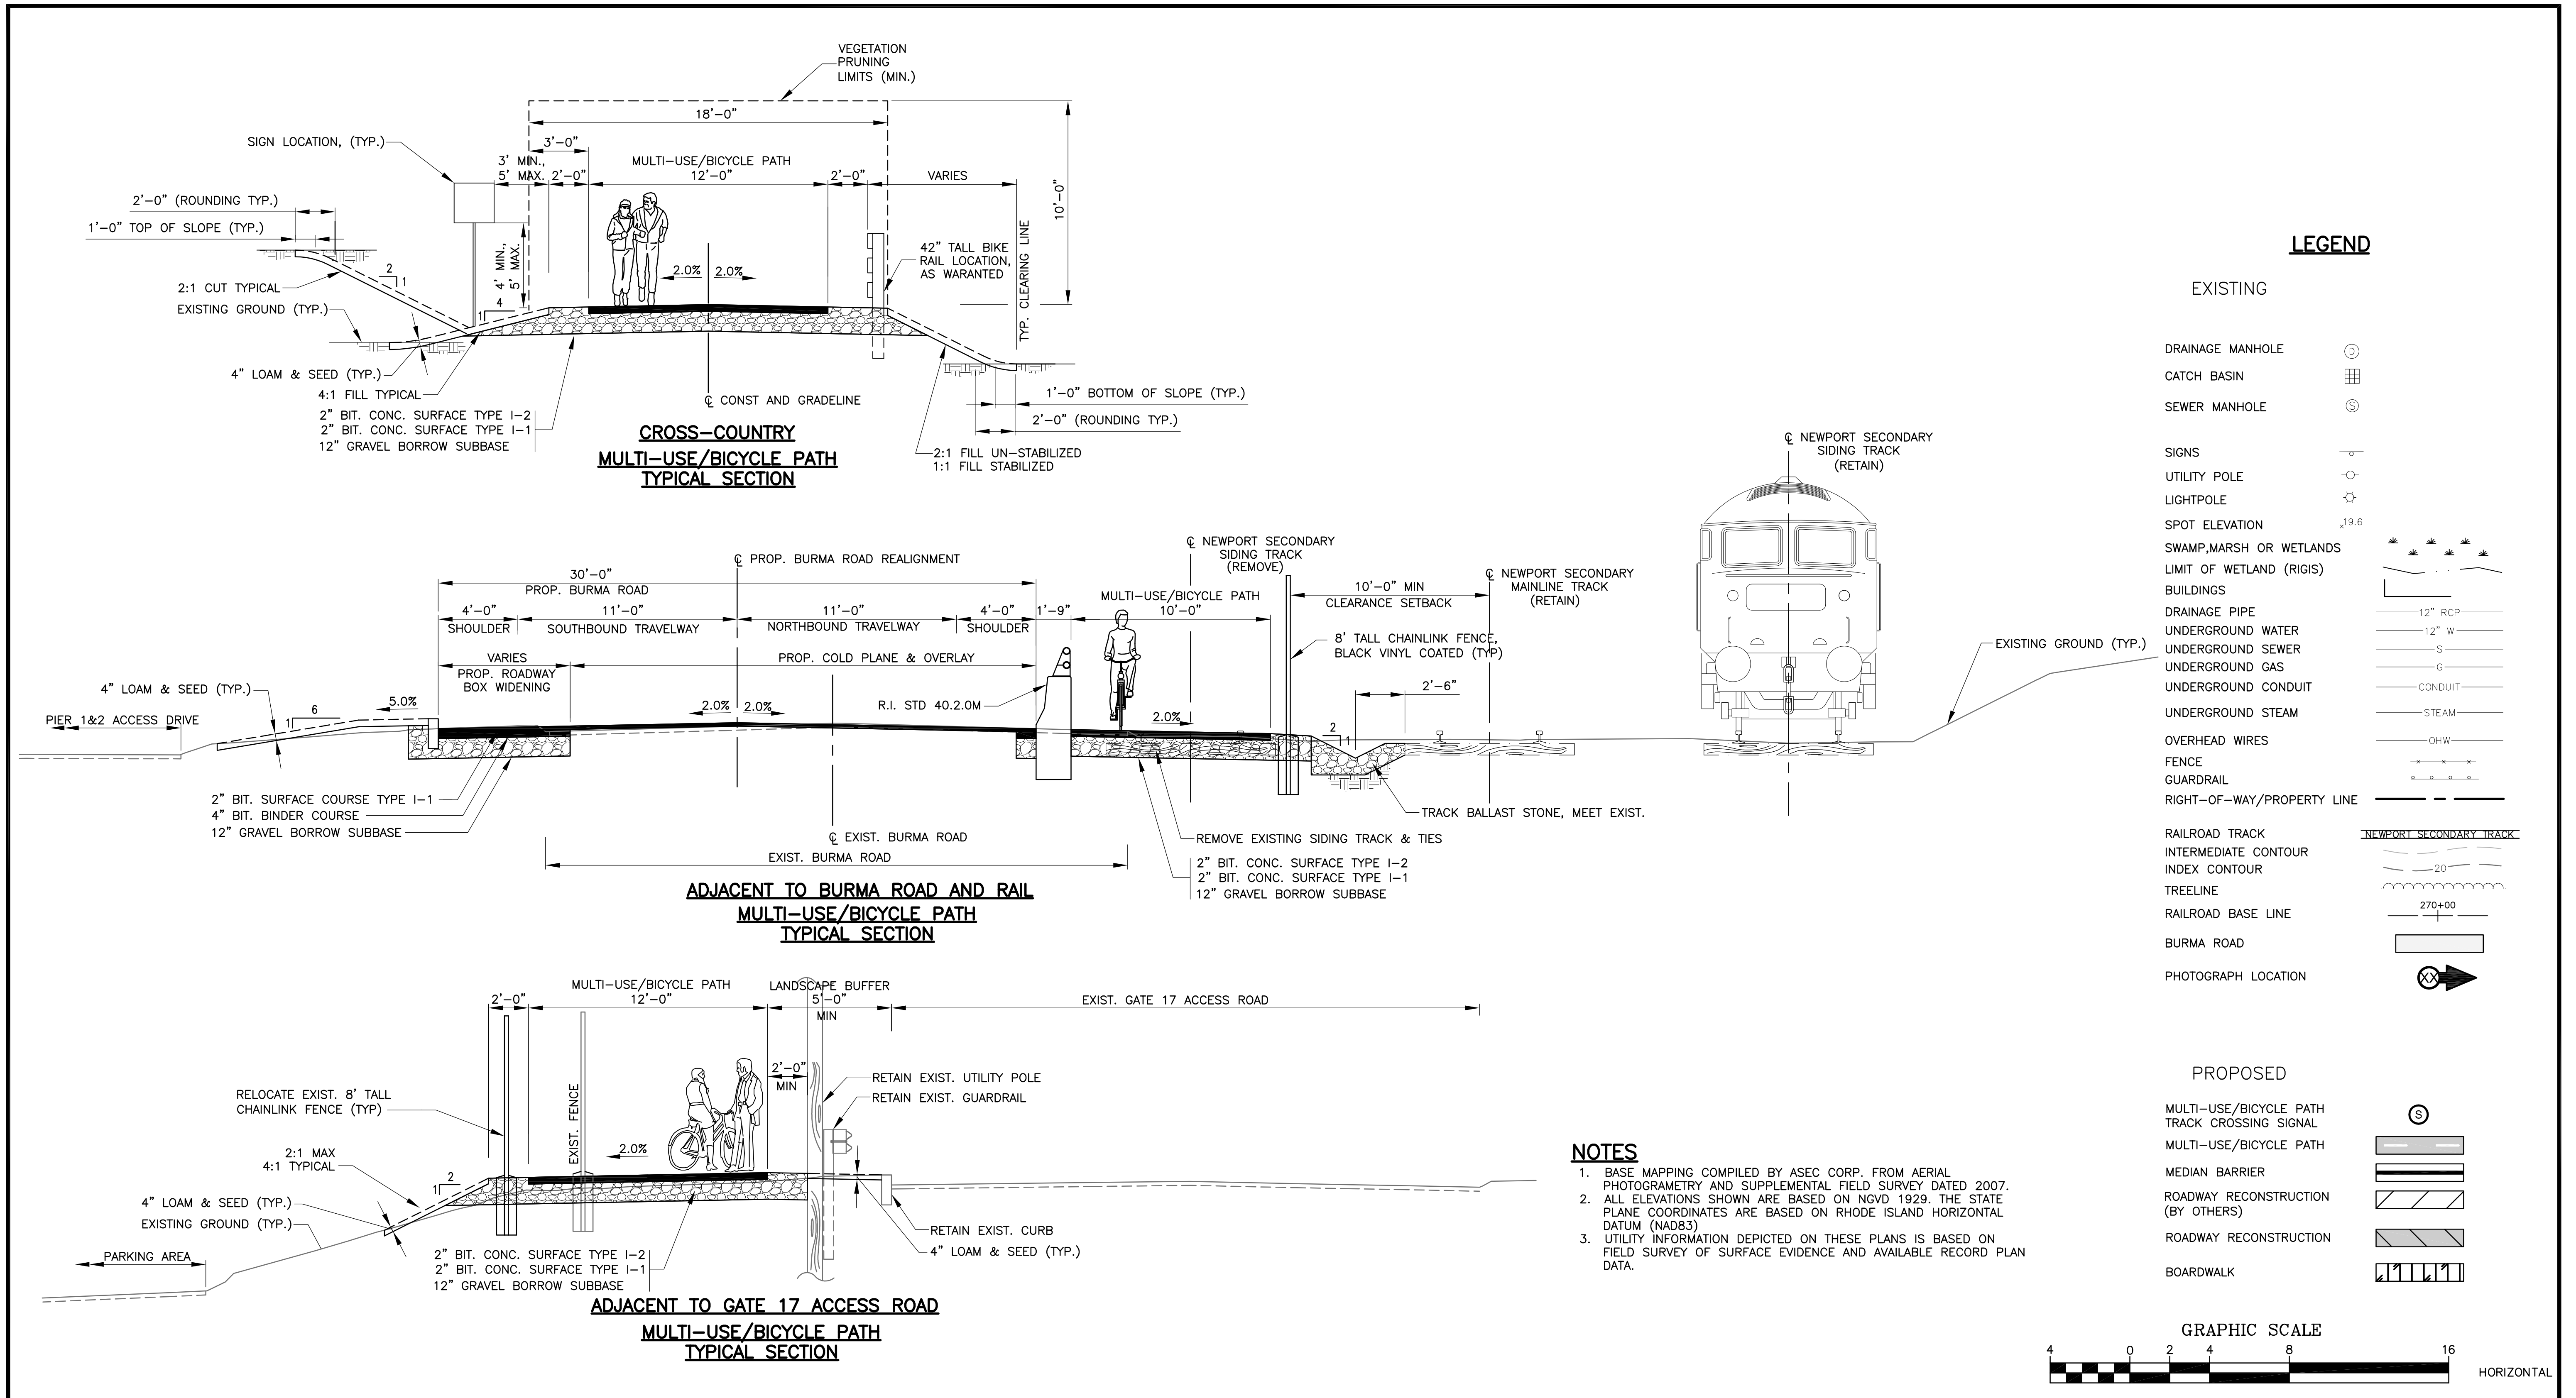 VEGETATION
PRUNING
LIMITS (MIN.)
18'-0"
SIGN LOCATION, (TYP.)
3'-0"
3' MIN.,
5' MAX.
2'-0"
MULTI-USE/BICYCLE PATH
12'-0"
2'-0"
VARIES
10'-0"
2'-0" (ROUNDING TYP.)
1'-0" TOP OF SLOPE (TYP.)
4' MIN.,
5' MAX.
42" TALL BIKE
RAIL LOCATION,
AS WARANTED
TYP. CLEARING LINE
2
1
2.0%
2.0%
2:1 CUT TYPICAL
4
1
EXISTING GROUND (TYP.)
4" LOAM & SEED (TYP.)
4:1 FILL TYPICAL
2" BIT. CONC. SURFACE TYPE I-2
2" BIT. CONC. SURFACE TYPE I-1
12" GRAVEL BORROW SUBBASE
℄ CONST AND GRADELINE
1'-0" BOTTOM OF SLOPE (TYP.)
2'-0" (ROUNDING TYP.)
2:1 FILL UN-STABILIZED
1:1 FILL STABILIZED
CROSS-COUNTRY
MULTI-USE/BICYCLE PATH
TYPICAL SECTION
℄ NEWPORT SECONDARY
SIDING TRACK
(RETAIN)
℄ PROP. BURMA ROAD REALIGNMENT
℄ NEWPORT SECONDARY
SIDING TRACK
(REMOVE)
℄ NEWPORT SECONDARY
MAINLINE TRACK
(RETAIN)
30'-0"
PROP. BURMA ROAD
4'-0"
SHOULDER
11'-0"
SOUTHBOUND TRAVELWAY
11'-0"
NORTHBOUND TRAVELWAY
4'-0"
SHOULDER
1'-9"
MULTI-USE/BICYCLE PATH
10'-0"
10'-0" MIN
CLEARANCE SETBACK
8' TALL CHAINLINK FENCE,
BLACK VINYL COATED (TYP)
EXISTING GROUND (TYP.)
VARIES
PROP. ROADWAY
BOX WIDENING
PROP. COLD PLANE & OVERLAY
2'-6"
4" LOAM & SEED (TYP.)
PIER 1&2 ACCESS DRIVE
6
1
5.0%
2.0%
2.0%
R.I. STD 40.2.0M
2.0%
2
1
2" BIT. SURFACE COURSE TYPE I-1
4" BIT. BINDER COURSE
12" GRAVEL BORROW SUBBASE
℄ EXIST. BURMA ROAD
EXIST. BURMA ROAD
TRACK BALLAST STONE, MEET EXIST.
REMOVE EXISTING SIDING TRACK & TIES
2" BIT. CONC. SURFACE TYPE I-2
2" BIT. CONC. SURFACE TYPE I-1
12" GRAVEL BORROW SUBBASE
ADJACENT TO BURMA ROAD AND RAIL
MULTI-USE/BICYCLE PATH
TYPICAL SECTION
2'-0"
MULTI-USE/BICYCLE PATH
12'-0"
LANDSCAPE BUFFER
5'-0"
MIN
EXIST. GATE 17 ACCESS ROAD
RELOCATE EXIST. 8' TALL
CHAINLINK FENCE (TYP)
EXIST. FENCE
2'-0"
MIN
RETAIN EXIST. UTILITY POLE
RETAIN EXIST. GUARDRAIL
2.0%
2:1 MAX
4:1 TYPICAL
2
1
4" LOAM & SEED (TYP.)
EXISTING GROUND (TYP.)
PARKING AREA
2" BIT. CONC. SURFACE TYPE I-2
2" BIT. CONC. SURFACE TYPE I-1
12" GRAVEL BORROW SUBBASE
RETAIN EXIST. CURB
4" LOAM & SEED (TYP.)
ADJACENT TO GATE 17 ACCESS ROAD
MULTI-USE/BICYCLE PATH
TYPICAL SECTION
NOTES
1. BASE MAPPING COMPILED BY ASEC CORP. FROM AERIAL
PHOTOGRAMETRY AND SUPPLEMENTAL FIELD SURVEY DATED 2007.
2. ALL ELEVATIONS SHOWN ARE BASED ON NGVD 1929. THE STATE
PLANE COORDINATES ARE BASED ON RHODE ISLAND HORIZONTAL
DATUM (NAD83)
3. UTILITY INFORMATION DEPICTED ON THESE PLANS IS BASED ON
FIELD SURVEY OF SURFACE EVIDENCE AND AVAILABLE RECORD PLAN
DATA.
LEGEND
EXISTING
DRAINAGE MANHOLE D
CATCH BASIN
SEWER MANHOLE S
SIGNS
UTILITY POLE
LIGHTPOLE
SPOT ELEVATION x19.6
SWAMP,MARSH OR WETLANDS
LIMIT OF WETLAND (RIGIS)
BUILDINGS
DRAINAGE PIPE 12" RCP
UNDERGROUND WATER 12" W
UNDERGROUND SEWER S
UNDERGROUND GAS G
UNDERGROUND CONDUIT CONDUIT
UNDERGROUND STEAM STEAM
OVERHEAD WIRES OHW
FENCE
GUARDRAIL
RIGHT-OF-WAY/PROPERTY LINE
RAILROAD TRACK NEWPORT SECONDARY TRACK
INTERMEDIATE CONTOUR
INDEX CONTOUR 20
TREELINE
RAILROAD BASE LINE 270+00
BURMA ROAD
PHOTOGRAPH LOCATION XX
PROPOSED
MULTI-USE/BICYCLE PATH
TRACK CROSSING SIGNAL S
MULTI-USE/BICYCLE PATH
MEDIAN BARRIER
ROADWAY RECONSTRUCTION
(BY OTHERS)
ROADWAY RECONSTRUCTION
BOARDWALK
GRAPHIC SCALE
4 0 2 4 8 16
HORIZONTAL